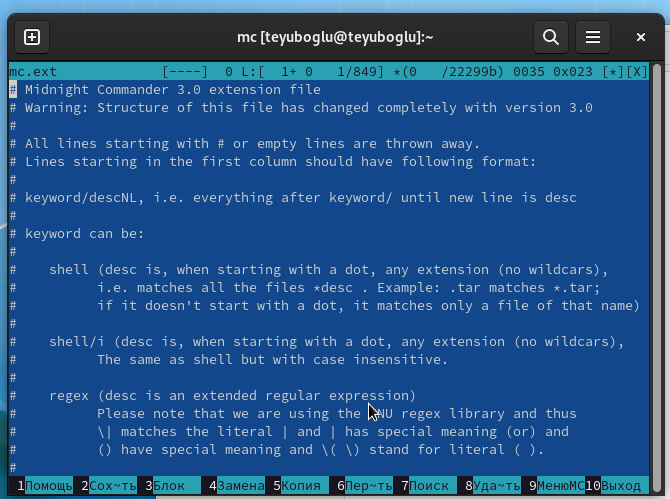 mc [teyuboglu@teyuboglu]:~
mc.ext [----] 0 L:[ 1+ 0 1/849] *(0 /22299b) 0035 0x023 [*][X]
# Midnight Commander 3.0 extension file
# Warning: Structure of this file has changed completely with version 3.0
#
# All lines starting with # or empty lines are thrown away.
# Lines starting in the first column should have following format:
#
# keyword/descNL, i.e. everything after keyword/ until new line is desc
#
# keyword can be:
#
# shell (desc is, when starting with a dot, any extension (no wildcars),
# i.e. matches all the files *desc . Example: .tar matches *.tar;
# if it doesn't start with a dot, it matches only a file of that name)
#
# shell/i (desc is, when starting with a dot, any extension (no wildcars),
# The same as shell but with case insensitive.
#
# regex (desc is an extended regular expression)
# Please note that we are using the GNU regex library and thus
# \| matches the literal | and | has special meaning (or) and
# () have special meaning and \( \) stand for literal ( ).
#
1Помощь 2Сох~ть 3Блок 4Замена 5Копия 6Пер~ть 7Поиск 8Уда~ть 9МенюMC 10Выход